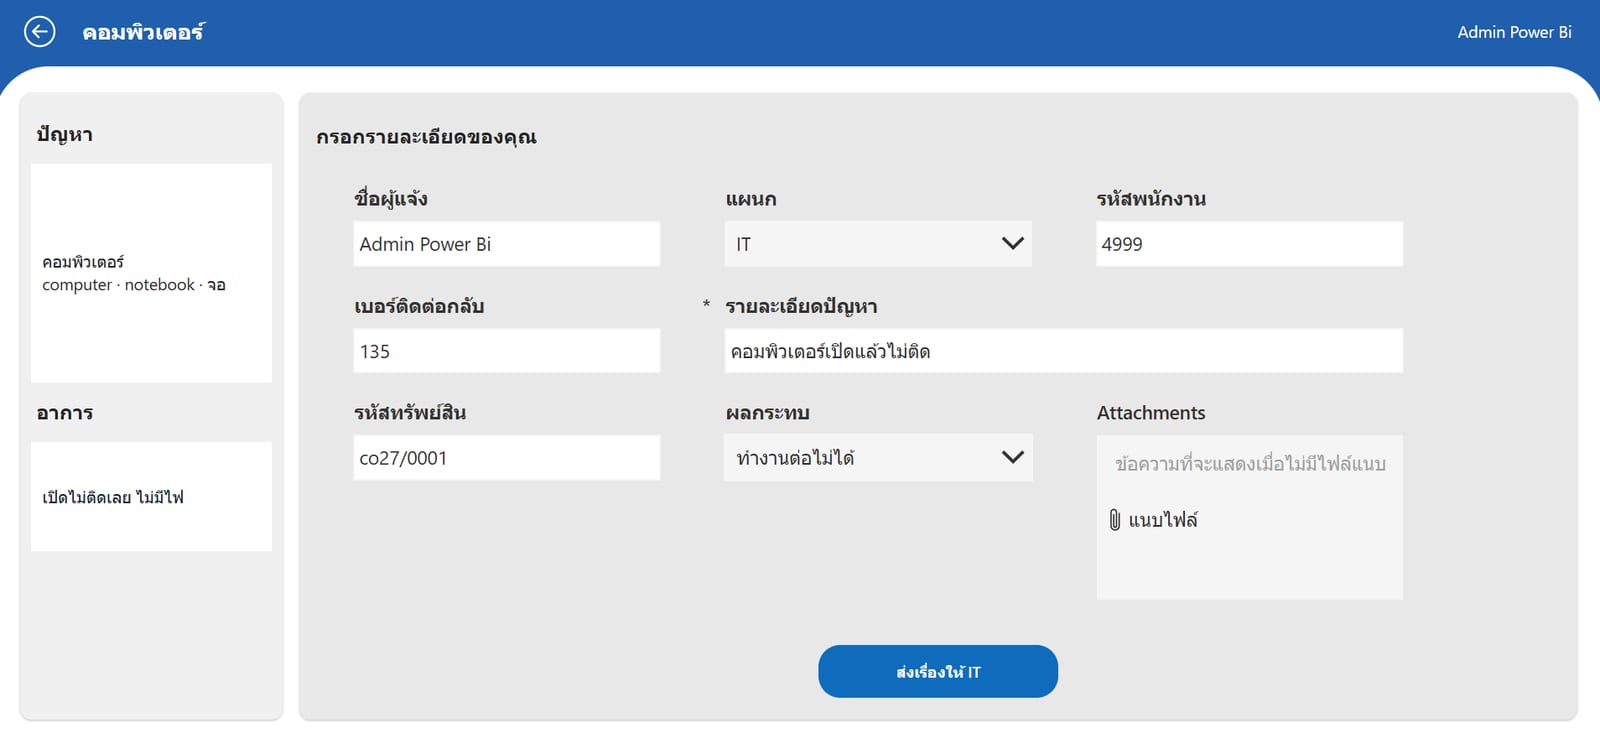 คอมพิวเตอร์
Admin Power Bi
ปัญหา
คอมพิวเตอร์
computer · notebook · จอ
อาการ
เปิดไม่ติดเลย ไม่มีไฟ
กรอกรายละเอียดของคุณ
ชื่อผู้แจ้ง
แผนก
รหัสพนักงาน
Admin Power Bi
IT
4999
เบอร์ติดต่อกลับ
* รายละเอียดปัญหา
135
คอมพิวเตอร์เปิดแล้วไม่ติด
รหัสทรัพย์สิน
ผลกระทบ
Attachments
co27/0001
ทำงานต่อไม่ได้
ข้อความที่จะแสดงเมื่อไม่มีไฟล์แนบ
แนบไฟล์
ส่งเรื่องให้ IT